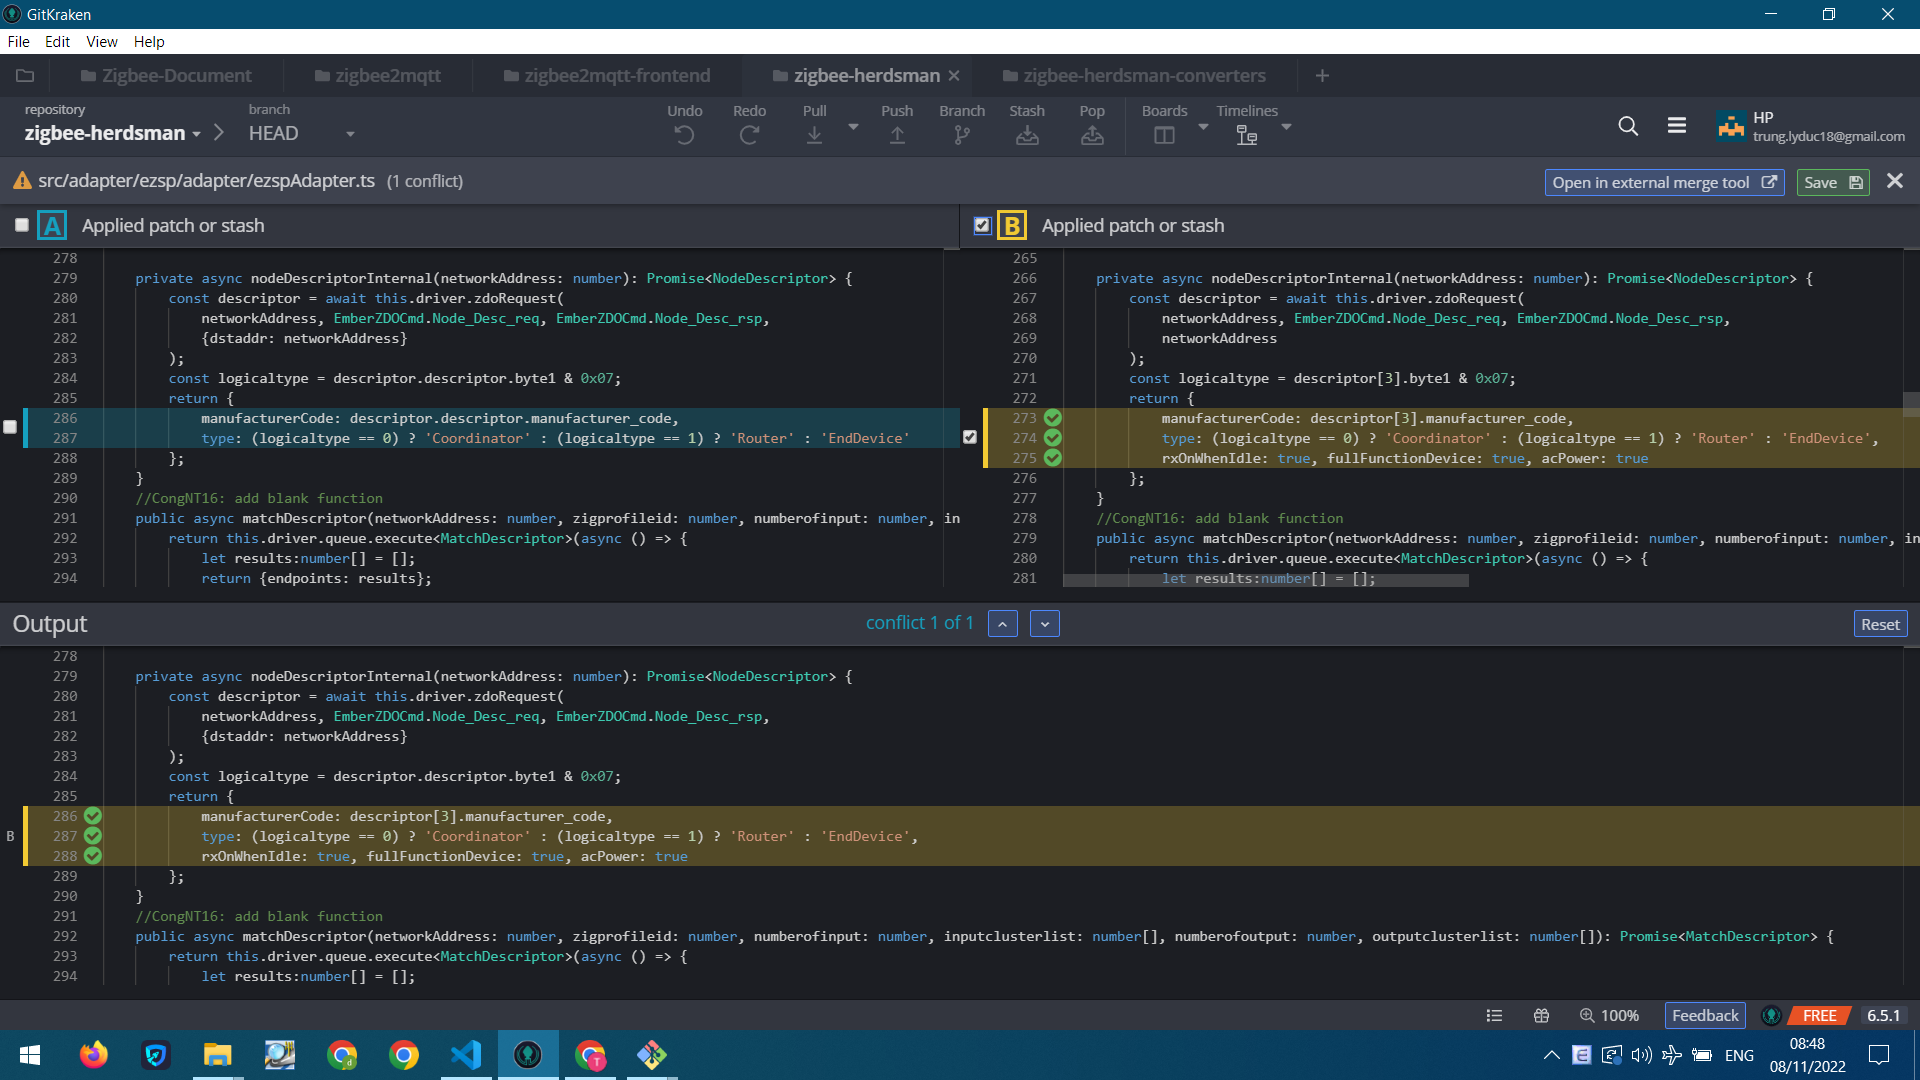 GitKraken
File Edit View Help
Zigbee-Document zigbee2mqtt zigbee2mqtt-frontend zigbee-herdsman zigbee-herdsman-converters
repository branch Undo Redo Pull Push Branch Stash Pop Boards Timelines
zigbee-herdsman HEAD
HP
trung.lyduc18@gmail.com
src/adapter/ezsp/adapter/ezspAdapter.ts (1 conflict) Open in external merge tool Save
A Applied patch or stash
278
279 private async nodeDescriptorInternal(networkAddress: number): Promise<NodeDescriptor> {
280 const descriptor = await this.driver.zdoRequest(
281 networkAddress, EmberZDOCmd.Node_Desc_req, EmberZDOCmd.Node_Desc_rsp,
282 {dstaddr: networkAddress}
283 );
284 const logicaltype = descriptor.descriptor.byte1 & 0x07;
285 return {
286 manufacturerCode: descriptor.descriptor.manufacturer_code,
287 type: (logicaltype == 0) ? 'Coordinator' : (logicaltype == 1) ? 'Router' : 'EndDevice'
288 };
289 }
290 //CongNT16: add blank function
291 public async matchDescriptor(networkAddress: number, zigprofileid: number, numberofinput: number, in
292 return this.driver.queue.execute<MatchDescriptor>(async () => {
293 let results:number[] = [];
294 return {endpoints: results};
B Applied patch or stash
265
266 private async nodeDescriptorInternal(networkAddress: number): Promise<NodeDescriptor> {
267 const descriptor = await this.driver.zdoRequest(
268 networkAddress, EmberZDOCmd.Node_Desc_req, EmberZDOCmd.Node_Desc_rsp,
269 networkAddress
270 );
271 const logicaltype = descriptor[3].byte1 & 0x07;
272 return {
273 manufacturerCode: descriptor[3].manufacturer_code,
274 type: (logicaltype == 0) ? 'Coordinator' : (logicaltype == 1) ? 'Router' : 'EndDevice',
275 rxOnWhenIdle: true, fullFunctionDevice: true, acPower: true
276 };
277 }
278 //CongNT16: add blank function
279 public async matchDescriptor(networkAddress: number, zigprofileid: number, numberofinput: number, in
280 return this.driver.queue.execute<MatchDescriptor>(async () => {
281 let results:number[] = [];
Output conflict 1 of 1 Reset
278
279 private async nodeDescriptorInternal(networkAddress: number): Promise<NodeDescriptor> {
280 const descriptor = await this.driver.zdoRequest(
281 networkAddress, EmberZDOCmd.Node_Desc_req, EmberZDOCmd.Node_Desc_rsp,
282 {dstaddr: networkAddress}
283 );
284 const logicaltype = descriptor.descriptor.byte1 & 0x07;
285 return {
286 manufacturerCode: descriptor[3].manufacturer_code,
B 287 type: (logicaltype == 0) ? 'Coordinator' : (logicaltype == 1) ? 'Router' : 'EndDevice',
288 rxOnWhenIdle: true, fullFunctionDevice: true, acPower: true
289 };
290 }
291 //CongNT16: add blank function
292 public async matchDescriptor(networkAddress: number, zigprofileid: number, numberofinput: number, inputclusterlist: number[], numberofoutput: number, outputclusterlist: number[]): Promise<MatchDescriptor> {
293 return this.driver.queue.execute<MatchDescriptor>(async () => {
294 let results:number[] = [];
100% Feedback FREE 6.5.1
ENG
08:48
08/11/2022